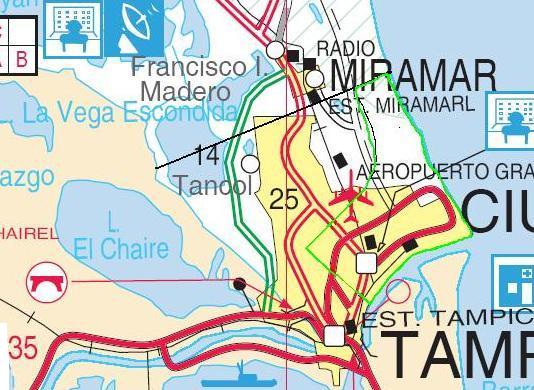 A B
RADIO
MIRAMAR
Francisco I.
Madero
EST. MIRAMARL
L. La Vega Escondida
14
Tancol
AEROPUERTO GRA
azgo
25
CIU
HAIREL
L.
El Chaire
EST. TAMPIC
35
TAMP